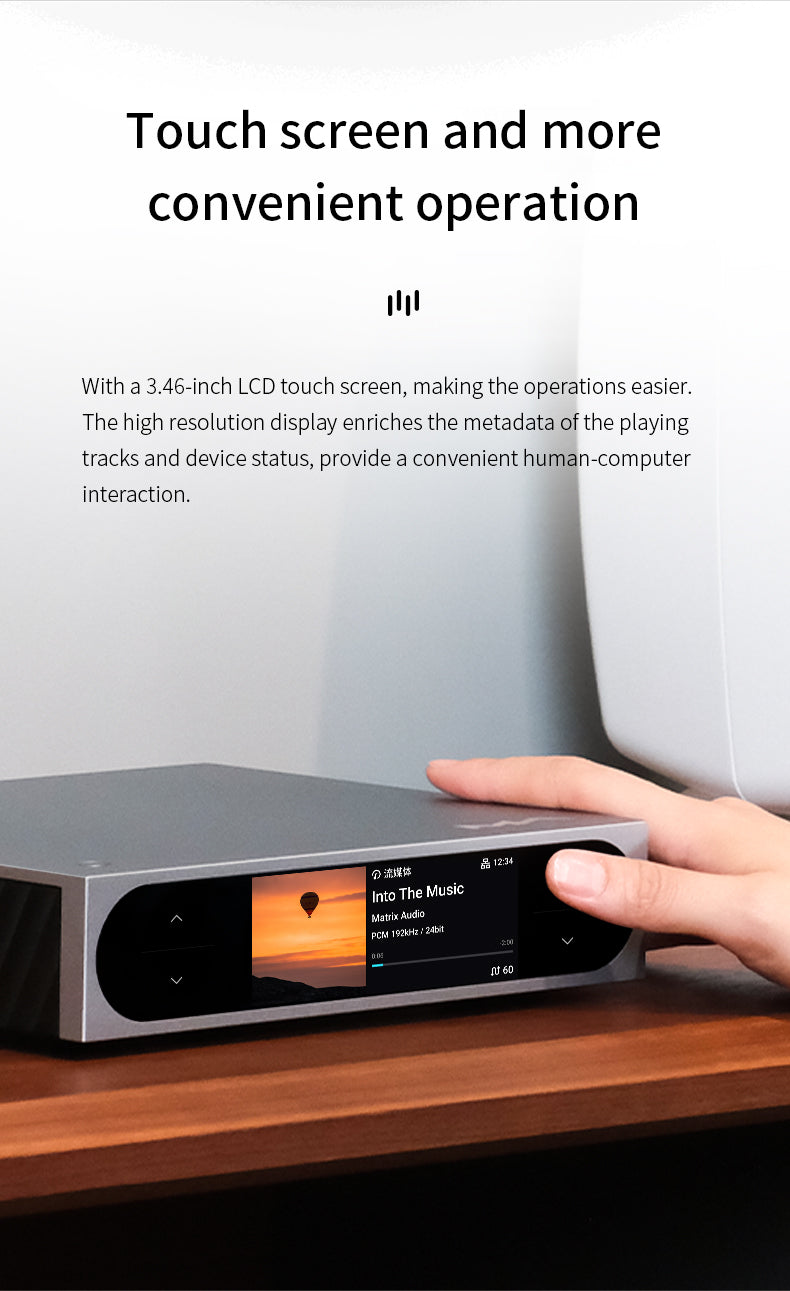 Touch screen and more
convenient operation
With a 3.46-inch LCD touch screen, making the operations easier.
The high resolution display enriches the metadata of the playing
tracks and device status, provide a convenient human-computer
interaction.
流媒体 12:34
Into The Music
Matrix Audio
PCM 192kHz / 24bit
0:06 -2:00
60